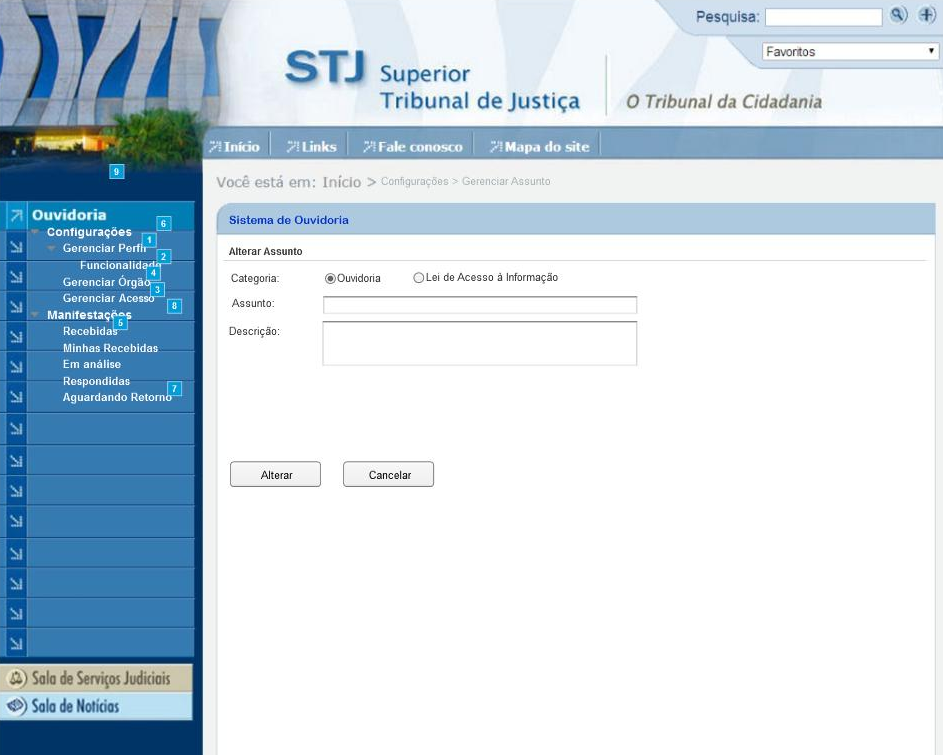 Pesquisa:
Favoritos
STJ Superior
Tribunal de Justiça
O Tribunal da Cidadania
Início Links Fale conosco Mapa do site
9
Você está em: Início > Configurações > Gerenciar Assunto
Ouvidoria
6
Configurações
1
Gerenciar Perfil
2
Funcionalidade
4
Gerenciar Órgão
3
Gerenciar Acesso
8
Manifestações
5
Recebidas
Minhas Recebidas
Em análise
Respondidas
7
Aguardando Retorno
Sala de Serviços Judiciais
Sala de Notícias
Sistema de Ouvidoria
Alterar Assunto
Categoria: Ouvidoria Lei de Acesso à Informação
Assunto:
Descrição:
Alterar Cancelar